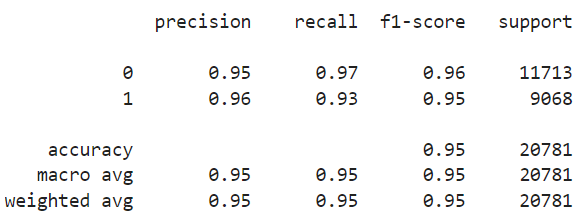 precision recall f1-score support
0 0.95 0.97 0.96 11713
1 0.96 0.93 0.95 9068
accuracy 0.95 20781
macro avg 0.95 0.95 0.95 20781
weighted avg 0.95 0.95 0.95 20781